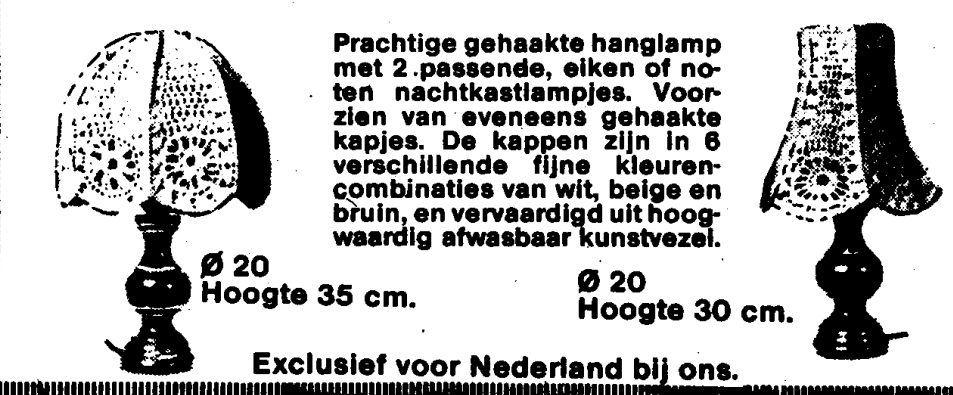 Prachtige gehaakte hanglamp
met 2 .passende, eiken of no-
ten nachtkastlampjes. Voor-
zien van eveneens gehaakte
kapjes. De kappen zijn in 6
verschillende fijne kleuren-
combinaties van wit, beige en
bruin, en vervaardigd uit hoog-
waardig afwasbaar kunstvezel.
Ø 20
Hoogte 35 cm.
Ø 20
Hoogte 30 cm.
Exclusief voor Nederland bij ons.